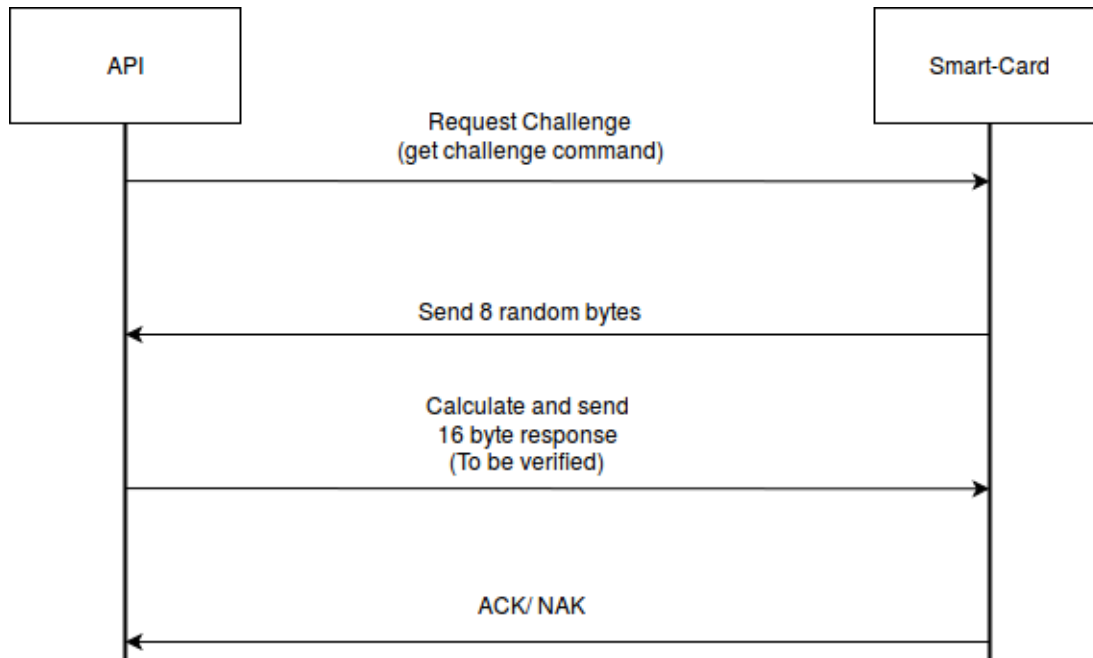 API
Smart-Card
Request Challenge
(get challenge command)
Send 8 random bytes
Calculate and send
16 byte response
(To be verified)
ACK/ NAK